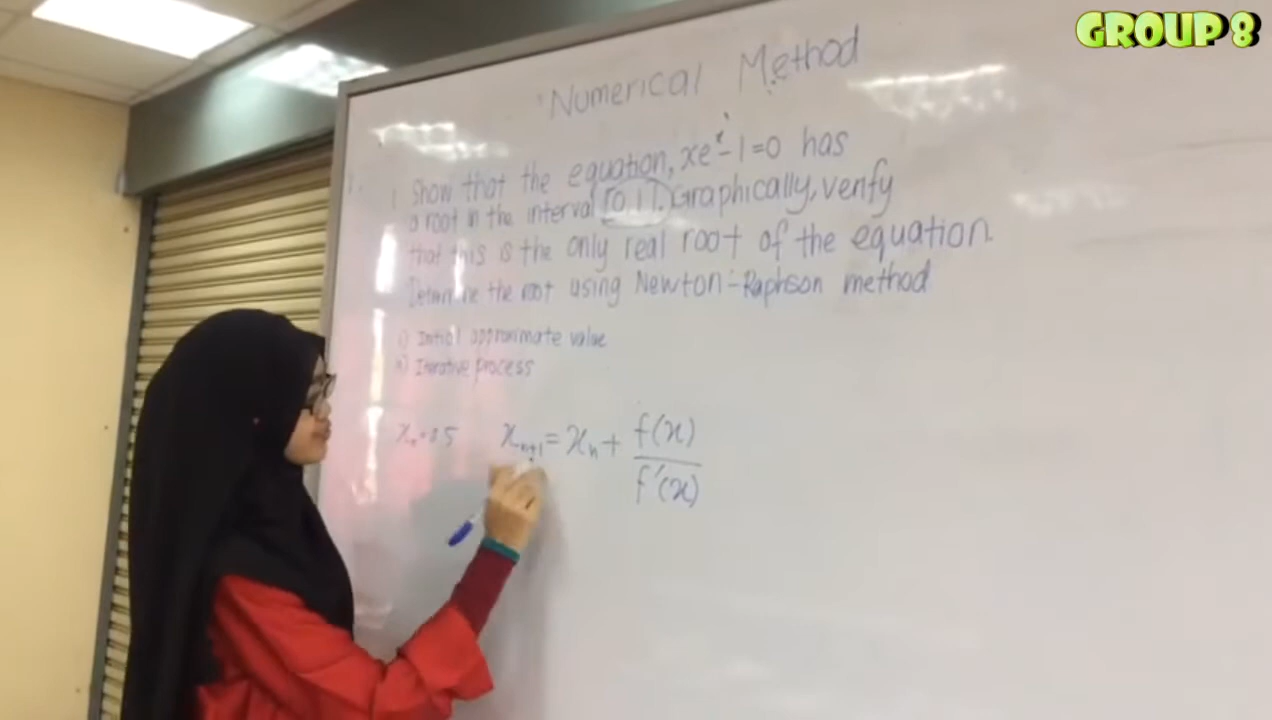 GROUP 8
Numerical Method
1. Show that the equation, xeˣ-1=0 has
a root in the interval [0,1]. Graphically, verify
that this is the only real root of the equation.
Determine the root using Newton-Raphson method
i) Initial approximate value
ii) Iterative process
xₙ = 0.5 xₙ₊₁ = xₙ + f(x)/f'(x)